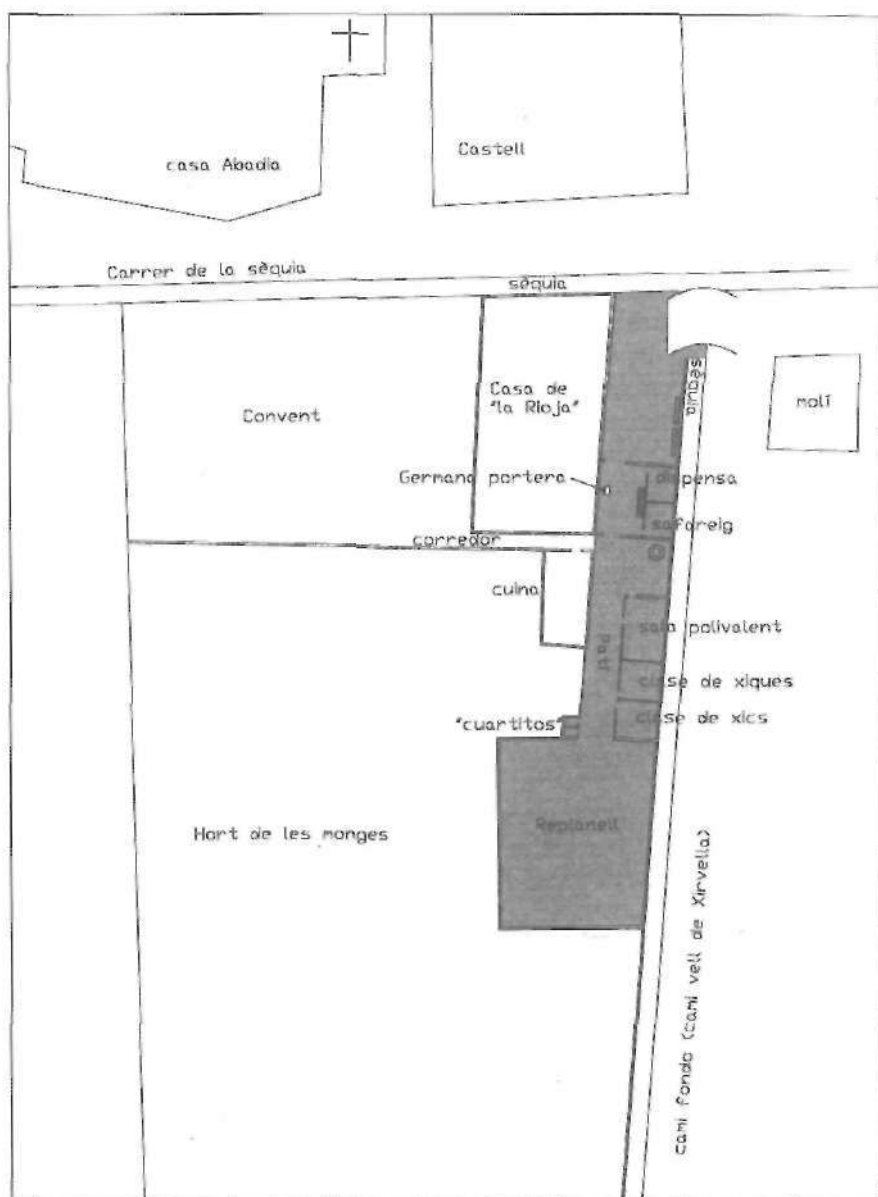 casa Abadia
Castell
Carrer de la sèquia
sèquia
Convent
Casa de
"la Rioja"
sèquia
molí
Germana portera
dispensa
safareig
corredor
cuina
sala polivalent
Pati
classe de xiques
"cuartitos"
classe de xics
Hort de les monges
Replanell
camí fondo (camí vell de Xirvella)